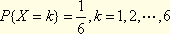 P{X = k} = 1/6, k = 1, 2, ⋯, 6